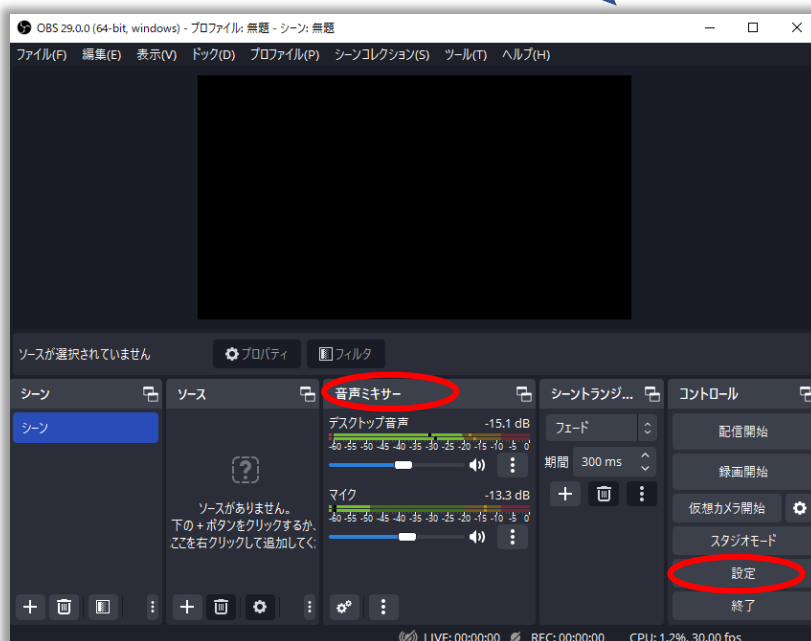 OBS 29.0.0 (64-bit, windows) - プロファイル: 無題 - シーン: 無題
ファイル(F) 編集(E) 表示(V) ドック(D) プロファイル(P) シーンコレクション(S) ツール(T) ヘルプ(H)
ソースが選択されていません プロパティ フィルタ
シーン
シーン
ソース
ソースがありません。
下の + ボタンをクリックするか、
ここを右クリックして追加してく
音声ミキサー
デスクトップ音声 -15.1 dB
-60 -55 -50 -45 -40 -35 -30 -25 -20 -15 -10 -5 0
マイク -13.3 dB
-60 -55 -50 -45 -40 -35 -30 -25 -20 -15 -10 -5 0
シーントランジ...
フェード
期間 300 ms
コントロール
配信開始
録画開始
仮想カメラ開始
スタジオモード
設定
終了
LIVE: 00:00:00 REC: 00:00:00 CPU: 1.2%, 30.00 fps